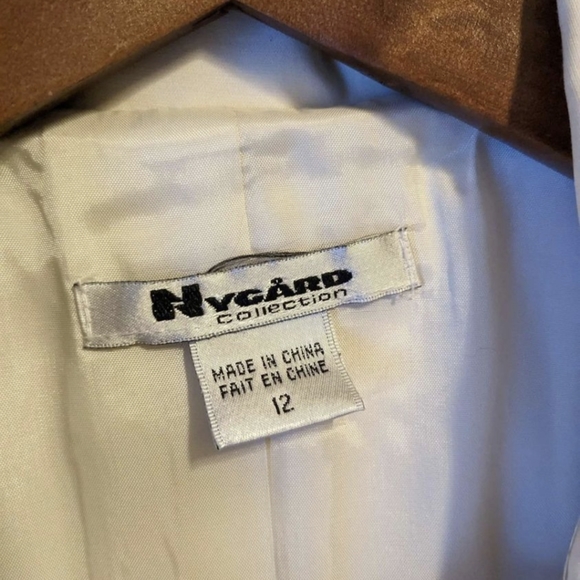 NYGÅRD
collection
MADE IN CHINA
FAIT EN CHINE
12